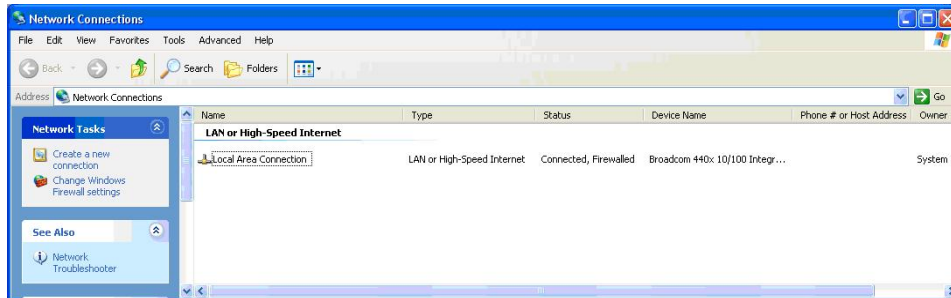 Network Connections
File Edit View Favorites Tools Advanced Help
Back Search Folders
Address Network Connections Go
Network Tasks
Create a new
connection
Change Windows
Firewall settings
See Also
Network
Troubleshooter
Name Type Status Device Name Phone # or Host Address Owner
LAN or High-Speed Internet
Local Area Connection LAN or High-Speed Internet Connected, Firewalled Broadcom 440x 10/100 Integr... System